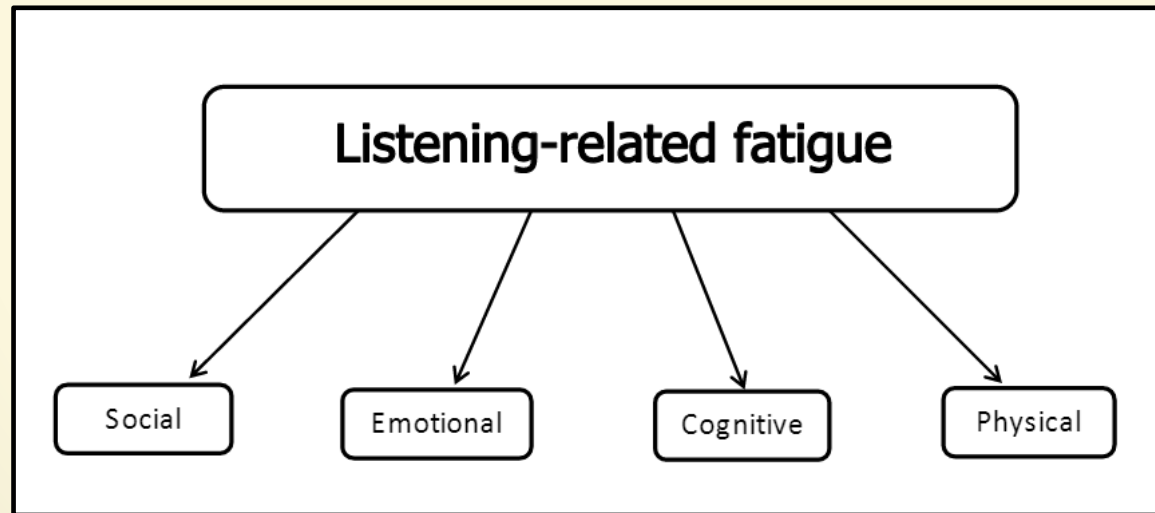 Listening-related fatigue
Social
Emotional
Cognitive
Physical